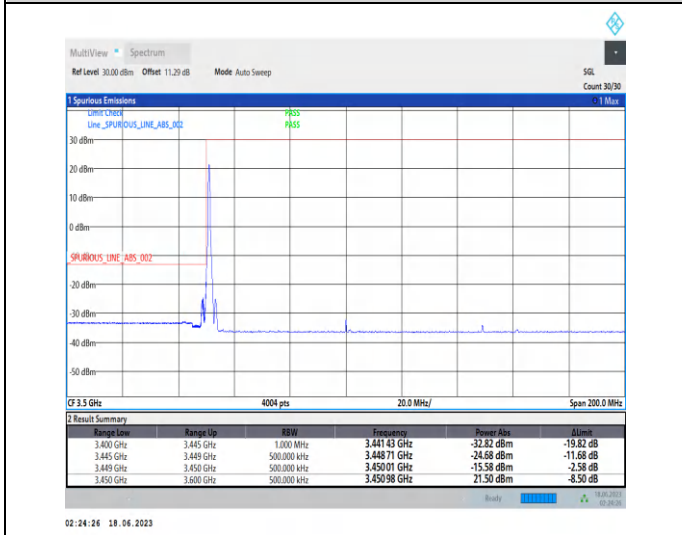 MultiView Spectrum
Ref Level 30.00 dBm Offset 11.29 dB Mode Auto Sweep SGL
Count 30/30
1 Spurious Emissions 1 Max
Limit Check PASS
Line _SPURIOUS_LINE_ABS_002 PASS
30 dBm
20 dBm
10 dBm
0 dBm
_SPURIOUS_LINE_ABS_002
-20 dBm
-30 dBm
-40 dBm
-50 dBm
CF 3.5 GHz 4004 pts 20.0 MHz/ Span 200.0 MHz
2 Result Summary
Range Low Range Up RBW Frequency Power Abs ΔLimit
3.400 GHz 3.445 GHz 1.000 MHz 3.441 43 GHz -32.82 dBm -19.82 dB
3.445 GHz 3.449 GHz 500.000 kHz 3.448 71 GHz -24.68 dBm -11.68 dB
3.449 GHz 3.450 GHz 500.000 kHz 3.450 01 GHz -15.58 dBm -2.58 dB
3.450 GHz 3.600 GHz 500.000 kHz 3.450 98 GHz 21.50 dBm -8.50 dB
Ready 18.06.2023
02:24:26
02:24:26 18.06.2023